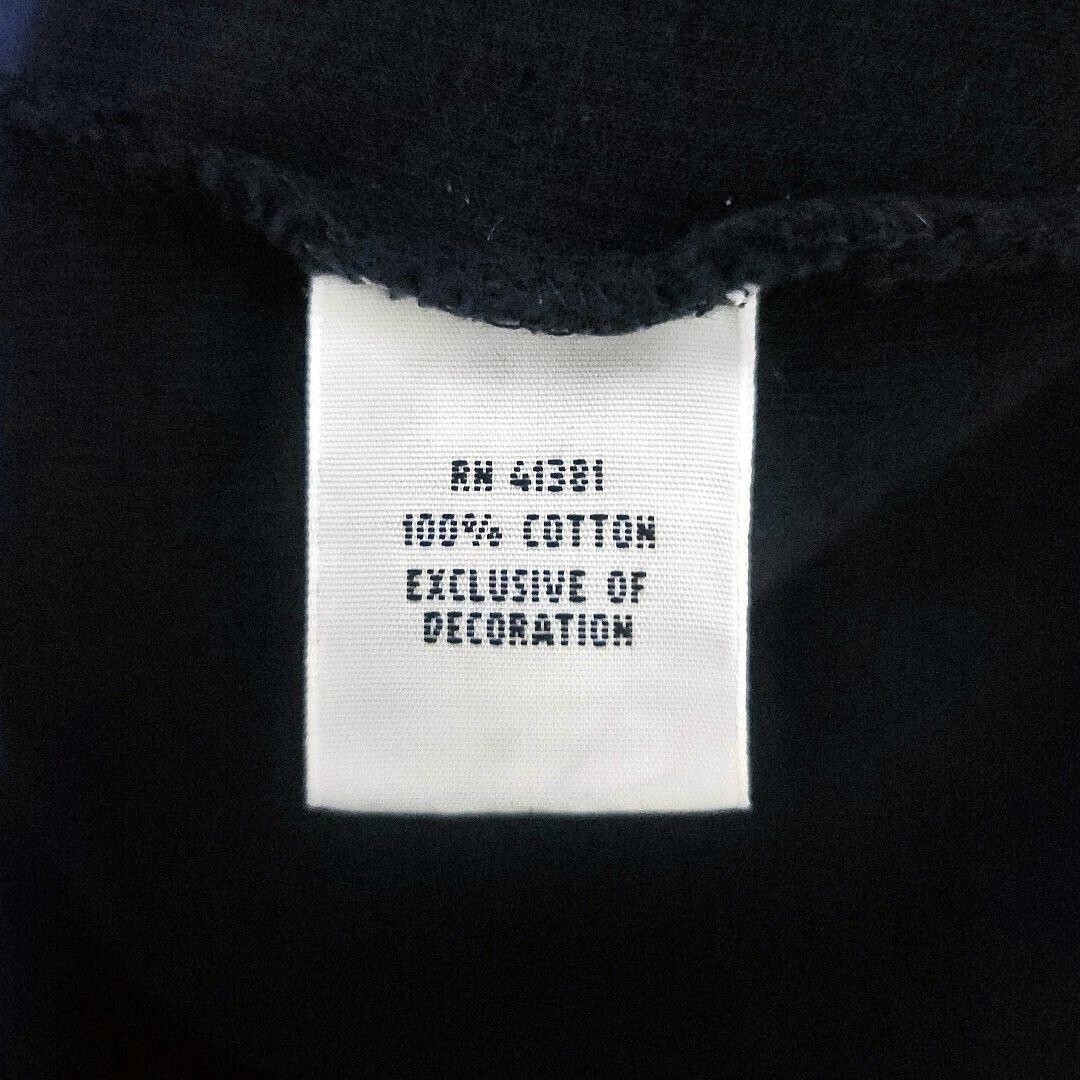 RN 41381
100% COTTON
EXCLUSIVE OF
DECORATION